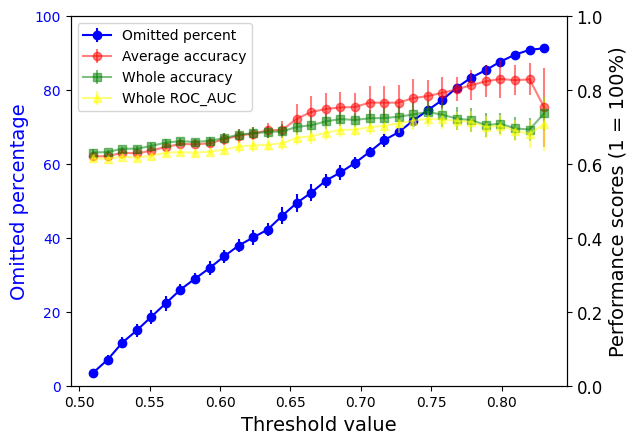 Omitted percent
Average accuracy
Whole accuracy
Whole ROC_AUC
100
80
60
40
20
0
Omitted percentage
1.0
0.8
0.6
0.4
0.2
0.0
Performance scores (1 = 100%)
0.50 0.55 0.60 0.65 0.70 0.75 0.80
Threshold value